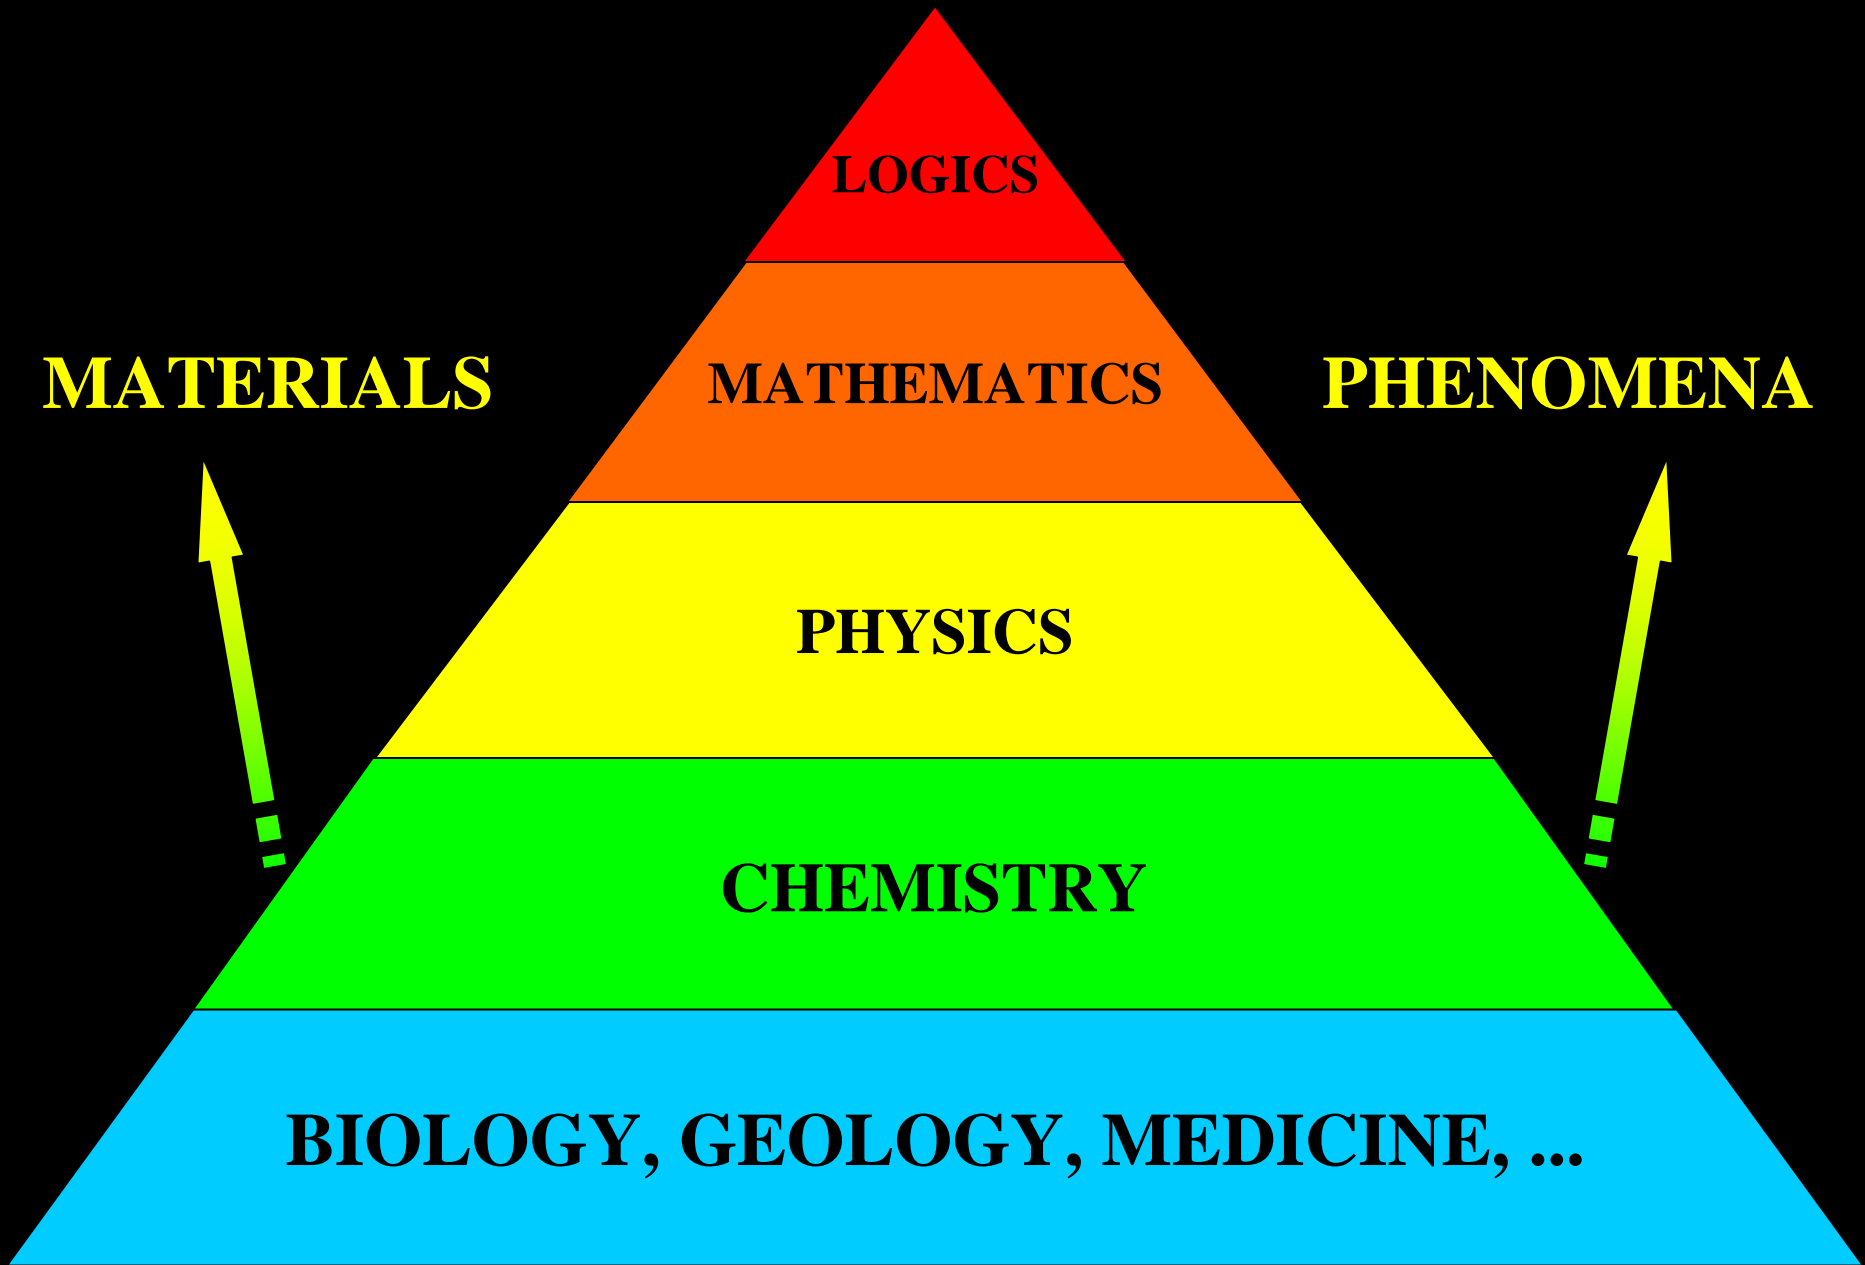 LOGICS
MATERIALS
MATHEMATICS
PHENOMENA
PHYSICS
CHEMISTRY
BIOLOGY, GEOLOGY, MEDICINE, ...